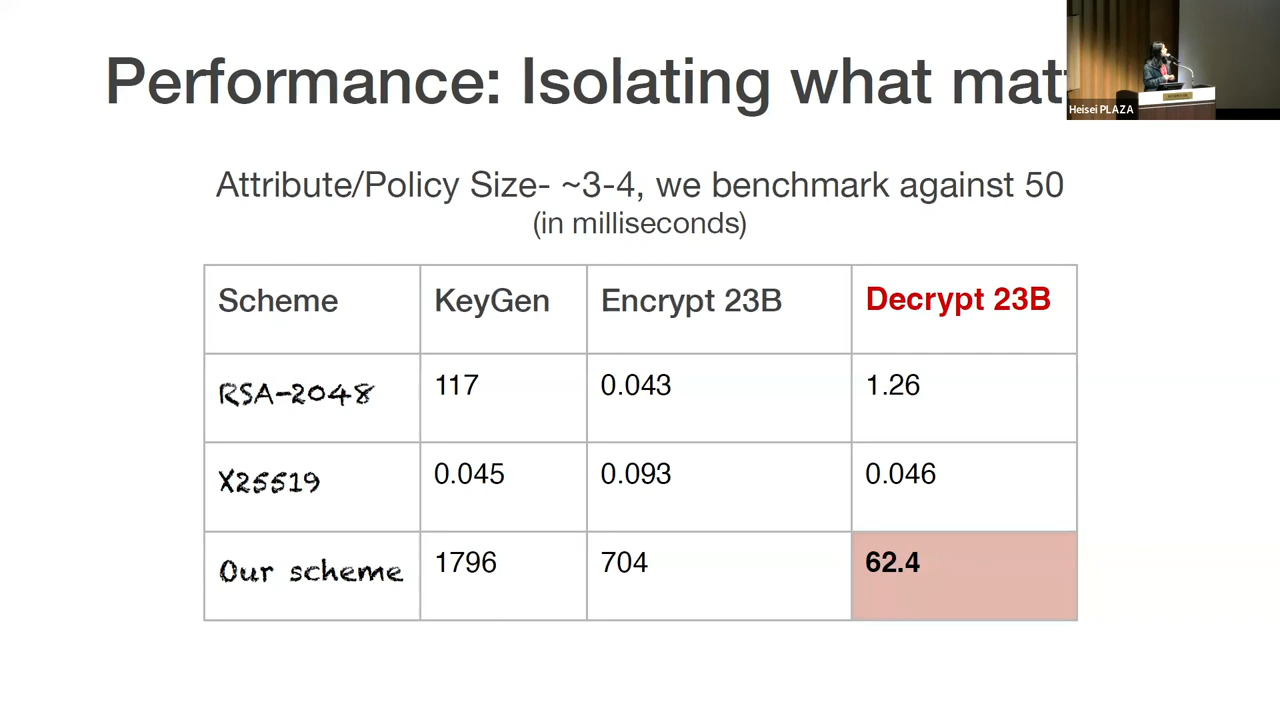 Performance: Isolating what mat
Heisei PLAZA
Attribute/Policy Size- ~3-4, we benchmark against 50
(in milliseconds)
Scheme KeyGen Encrypt 23B Decrypt 23B
RSA-2048 117 0.043 1.26
X25519 0.045 0.093 0.046
Our scheme 1796 704 62.4